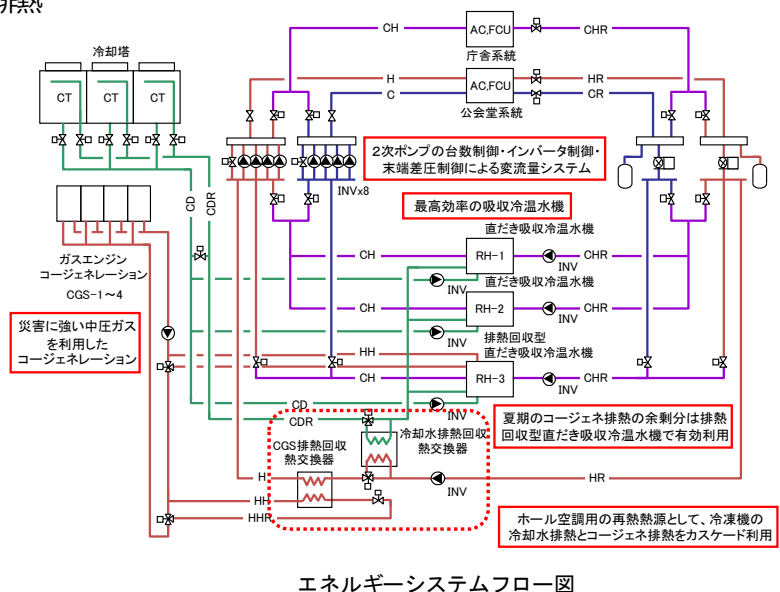 排熱
冷却塔
CT
CT
CT
CH
AC,FCU
CHR
庁舎系統
H
AC,FCU
HR
C
CR
公会堂系統
2次ポンプの台数制御・インバータ制御・
末端差圧制御による変流量システム
INVx8
最高効率の吸収冷温水機
CD
CDR
ガスエンジン
コージェネレーション
CGS-1～4
災害に強い中圧ガス
を利用した
コージェネレーション
直だき吸収冷温水機
CH
RH-1
CHR
INV
INV
直だき吸収冷温水機
CH
RH-2
CHR
INV
INV
排熱回収型
直だき吸収冷温水機
HH
CH
RH-3
CHR
INV
CD
INV
CDR
夏期のコージェネ排熱の余剰分は排熱
回収型直だき吸収冷温水機で有効利用
冷却水排熱回収
熱交換器
CGS排熱回収
熱交換器
H
HR
INV
HH
HHR
ホール空調用の再熱熱源として、冷凍機の
冷却水排熱とコージェネ排熱をカスケード利用
エネルギーシステムフロー図